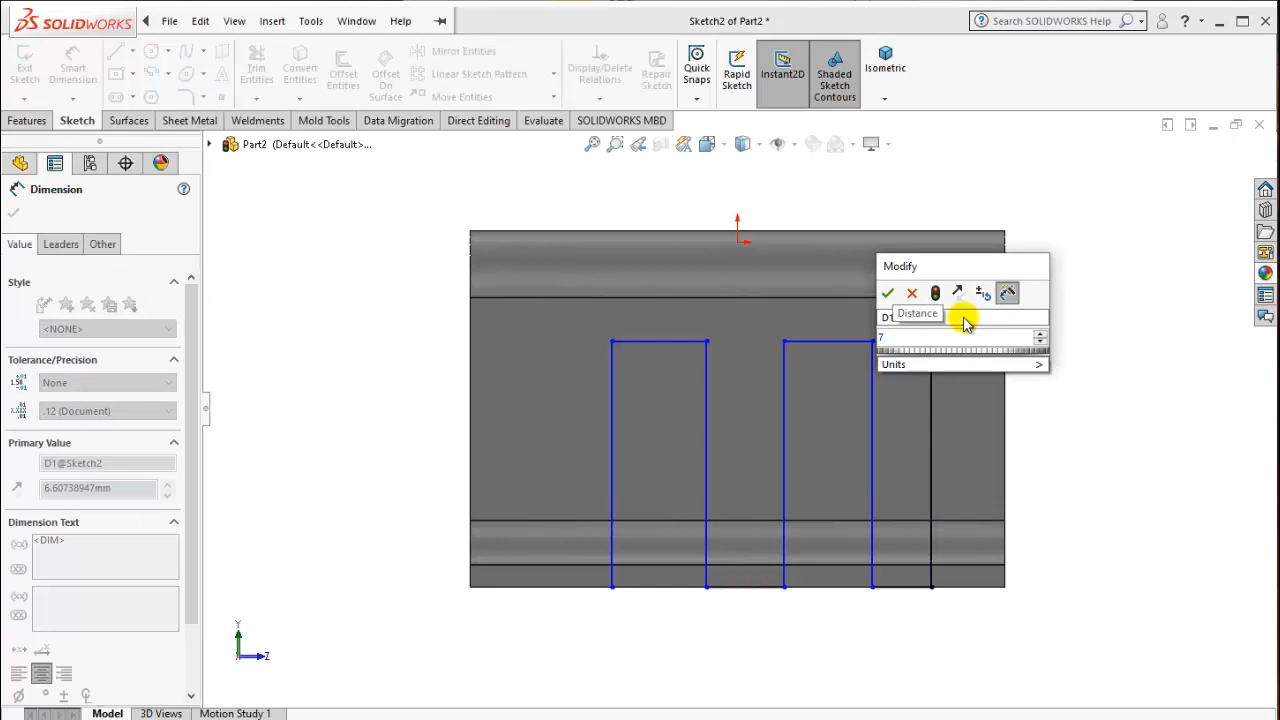 SOLIDWORKS
File
Edit
View
Insert
Tools
Window
Help
Sketch2 of Part2 *
Search SOLIDWORKS Help
?
Exit Sketch
Smart Dimension
Trim Entities
Convert Entities
Offset Entities
Offset On Surface
Mirror Entities
Linear Sketch Pattern
Move Entities
Display/Delete Relations
Repair Sketch
Quick Snaps
Rapid Sketch
Instant2D
Shaded Sketch Contours
Isometric
Features
Sketch
Surfaces
Sheet Metal
Weldments
Mold Tools
Data Migration
Direct Editing
Evaluate
SOLIDWORKS MBD
Part2 (Default<<Default>...
Dimension
Value
Leaders
Other
Style
<NONE>
Tolerance/Precision
None
.12 (Document)
Primary Value
D1@Sketch2
6.60738947mm
Dimension Text
<DIM>
Modify
Distance
D1
7
Units
>
Y
Z
Model
3D Views
Motion Study 1